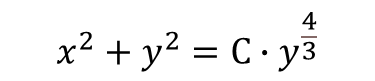 x² + y² = C · y^{4/3}